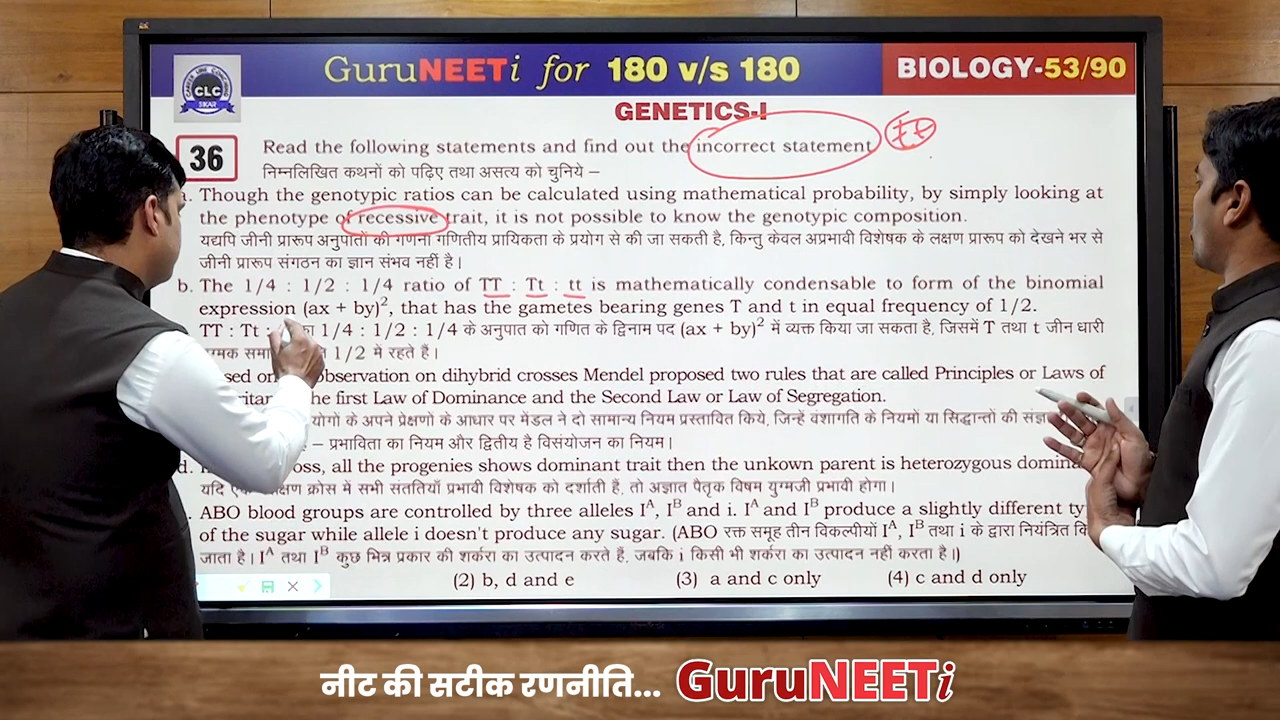 GuruNEETi for 180 v/s 180
BIOLOGY-53/90
CAREER LINE COACHING
CLC
SIKAR
GENETICS-I
36
Read the following statements and find out the incorrect statement
निम्नलिखित कथनों को पढ़िए तथा असत्य को चुनिये –
a. Though the genotypic ratios can be calculated using mathematical probability, by simply looking at
the phenotype of recessive trait, it is not possible to know the genotypic composition.
यद्यपि जीनी प्रारूप अनुपातों की गणना गणितीय प्रायिकता के प्रयोग से की जा सकती है, किन्तु केवल अप्रभावी विशेषक के लक्षण प्रारूप को देखने भर से
जीनी प्रारूप संगठन का ज्ञान संभव नहीं है।
b. The 1/4 : 1/2 : 1/4 ratio of TT : Tt : tt is mathematically condensable to form of the binomial
expression (ax + by)², that has the gametes bearing genes T and t in equal frequency of 1/2.
TT : Tt : का 1/4 : 1/2 : 1/4 के अनुपात को गणित के द्विनाम पद (ax + by)² में व्यक्त किया जा सकता है, जिसमें T तथा t जीन धारी
1/2 में रहते हैं।
observation on dihybrid crosses Mendel proposed two rules that are called Principles or Laws of
he first Law of Dominance and the Second Law or Law of Segregation.
योगों के अपने प्रेक्षणों के आधार पर मेंडल ने दो सामान्य नियम प्रस्तावित किये, जिन्हें वंशागति के नियमों या सिद्धान्तों की
– प्रभाविता का नियम और द्वितीय है विसंयोजन का नियम।
d. oss, all the progenies shows dominant trait then the unkown parent is heterozygous domina
यदि क्रोस में सभी संततियाँ प्रभावी विशेषक को दर्शाती हैं, तो अज्ञात पैतृक विषम युग्मजी प्रभावी होगा।
ABO blood groups are controlled by three alleles Iᴬ, Iᴮ and i. Iᴬ and Iᴮ produce a slightly different ty
of the sugar while allele i doesn't produce any sugar. (ABO रक्त समूह तीन विकल्पीयों Iᴬ, Iᴮ तथा i के द्वारा नियंत्रित
जाता है। Iᴬ तथा Iᴮ कुछ भिन्न प्रकार की शर्करा का उत्पादन करते हैं, जबकि i किसी भी शर्करा का उत्पादन नहीं करता है।)
(2) b, d and e (3) a and c only (4) c and d only
नीट की सटीक रणनीति... GuruNEETi